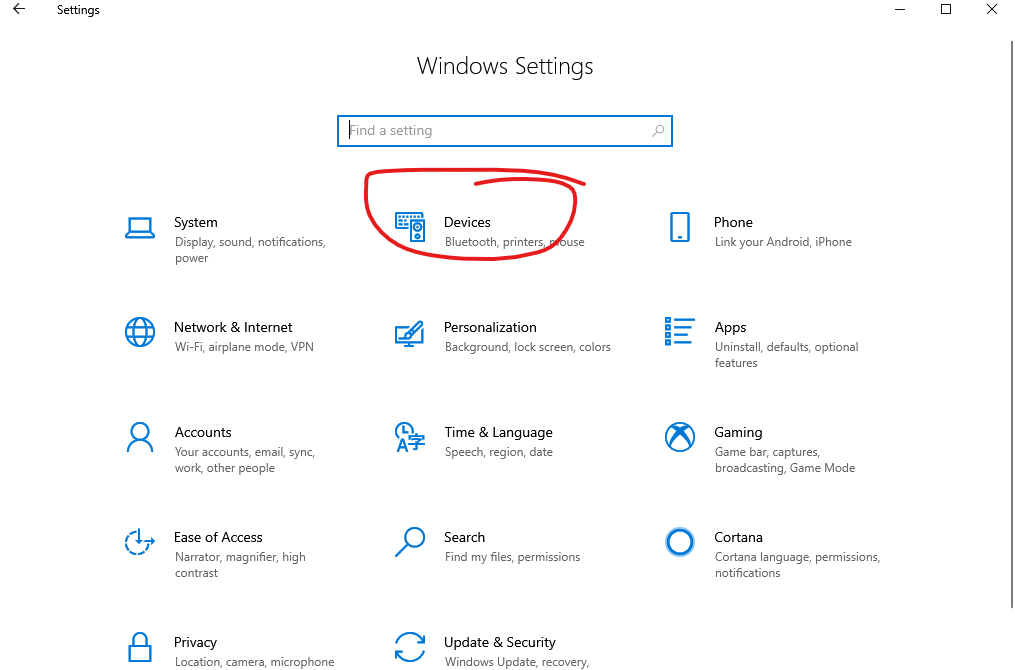 Settings
Windows Settings
Find a setting
System
Display, sound, notifications,
power
Devices
Bluetooth, printers, mouse
Phone
Link your Android, iPhone
Network & Internet
Wi-Fi, airplane mode, VPN
Personalization
Background, lock screen, colors
Apps
Uninstall, defaults, optional
features
Accounts
Your accounts, email, sync,
work, other people
Time & Language
Speech, region, date
Gaming
Game bar, captures,
broadcasting, Game Mode
Ease of Access
Narrator, magnifier, high
contrast
Search
Find my files, permissions
Cortana
Cortana language, permissions,
notifications
Privacy
Location, camera, microphone
Update & Security
Windows Update, recovery,